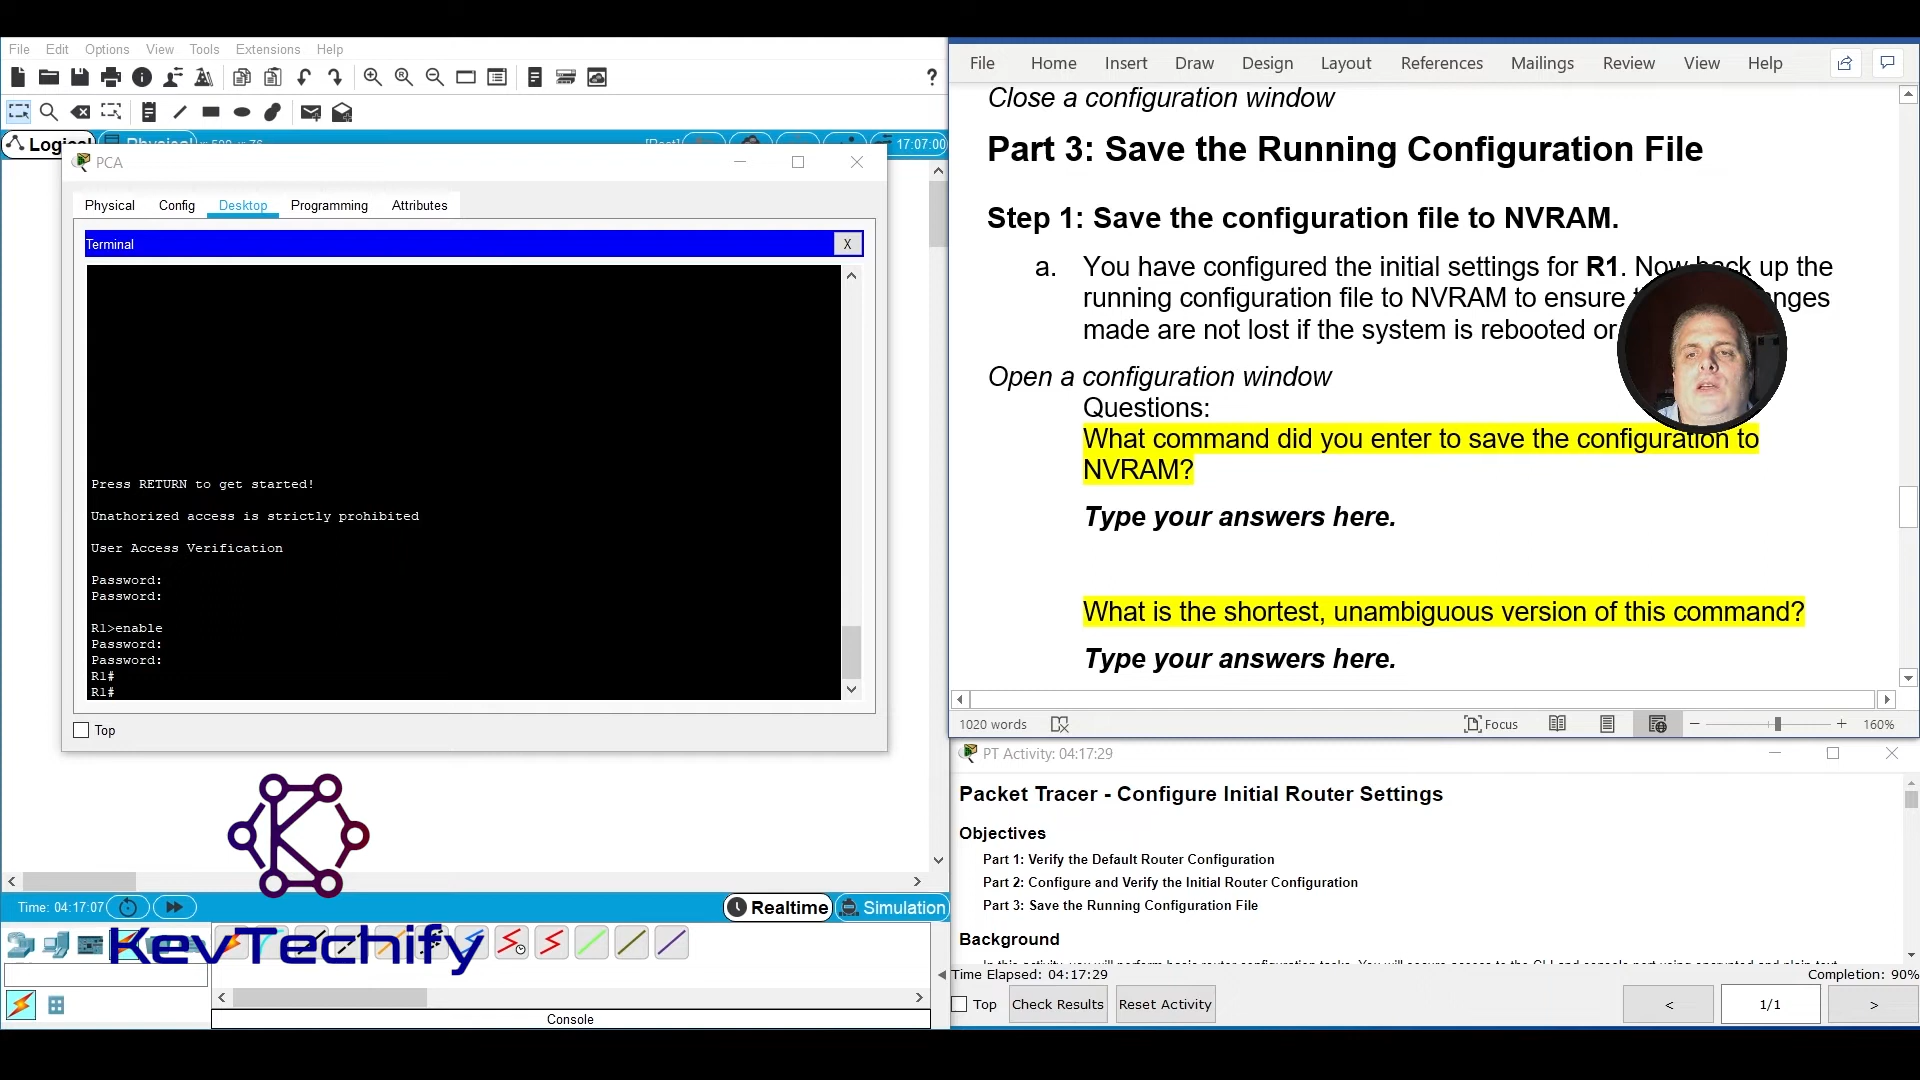 File Edit Options View Tools Extensions Help
?
Logical
17:07:00
PCA
Physical Config Desktop Programming Attributes
Terminal X
Press RETURN to get started!
Unathorized access is strictly prohibited
User Access Verification
Password:
Password:
R1>enable
Password:
Password:
R1#
R1#
Top
Time: 04:17:07
Realtime Simulation
KevTechify
Console
File Home Insert Draw Design Layout References Mailings Review View Help
Close a configuration window
Part 3: Save the Running Configuration File
Step 1: Save the configuration file to NVRAM.
a. You have configured the initial settings for R1. Now back up the
running configuration file to NVRAM to ensure
made are not lost if the system is rebooted or
Open a configuration window
Questions:
What command did you enter to save the configuration to
NVRAM?
Type your answers here.
What is the shortest, unambiguous version of this command?
Type your answers here.
1020 words Focus 160%
PT Activity: 04:17:29
Packet Tracer - Configure Initial Router Settings
Objectives
Part 1: Verify the Default Router Configuration
Part 2: Configure and Verify the Initial Router Configuration
Part 3: Save the Running Configuration File
Background
Time Elapsed: 04:17:29 Completion: 90%
Top Check Results Reset Activity < 1/1 >